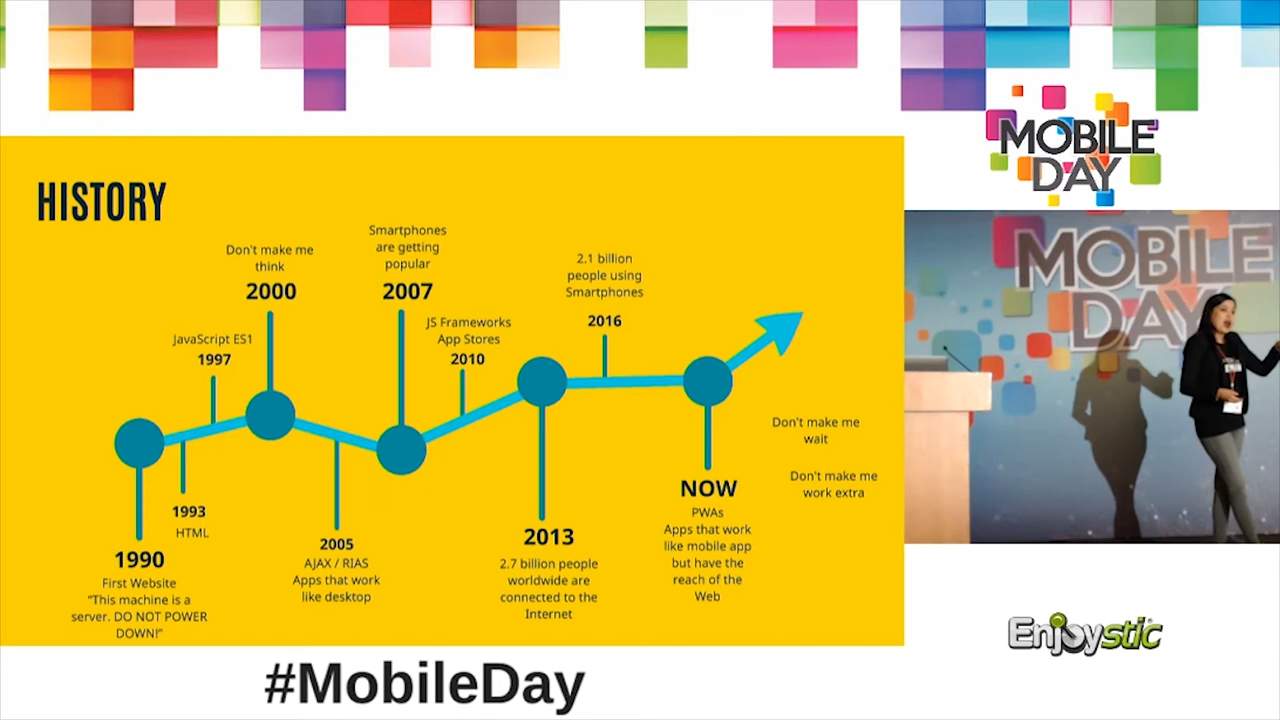 MOBILE
DAY
HISTORY
Don't make me
think
2000
Smartphones
are getting
popular
2007
2.1 billion
people using
Smartphones
2016
JavaScript ES1
1997
JS Frameworks
App Stores
2010
1993
HTML
1990
First Website
"This machine is a
server. DO NOT POWER
DOWN!"
2005
AJAX / RIAS
Apps that work
like desktop
2013
2.7 billion people
worldwide are
connected to the
Internet
NOW
PWAs
Apps that work
like mobile app
but have the
reach of the
Web
Don't make me
wait
Don't make me
work extra
MOBILE
DAY
Enjoystic
#MobileDay